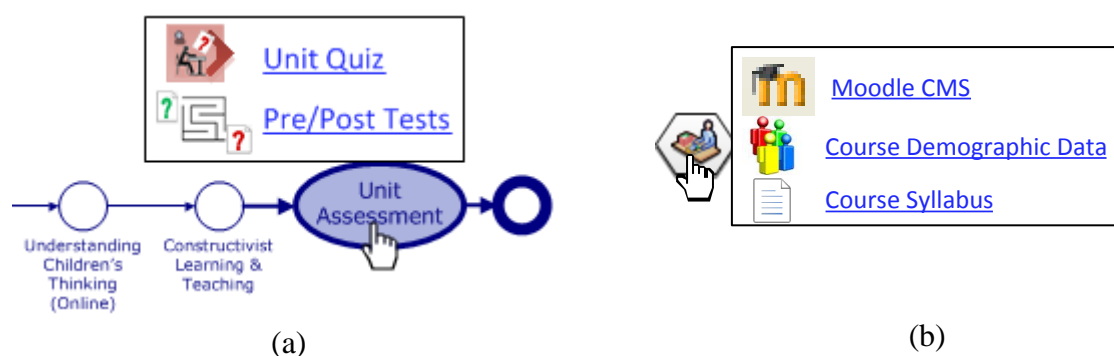 Unit Quiz
? Pre/Post Tests ?
Unit
Assessment
Understanding
Children's
Thinking
(Online)
Constructivist
Learning &
Teaching
(a)
Moodle CMS
Course Demographic Data
Course Syllabus
(b)